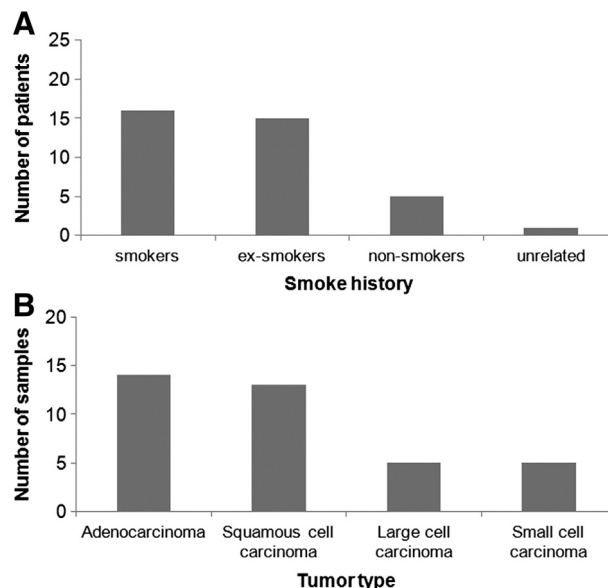 A
Number of patients
25
20
15
10
5
0
smokers ex-smokers non-smokers unrelated
Smoke history
B
Number of samples
20
15
10
5
0
Adenocarcinoma Squamous cell Large cell Small cell
carcinoma carcinoma carcinoma
Tumor type